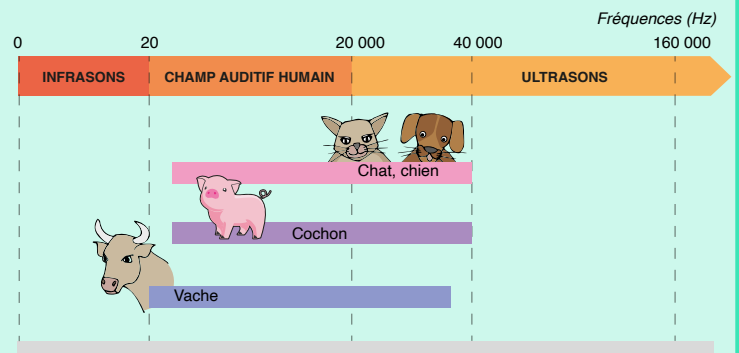 Fréquences (Hz)
0 20 20 000 40 000 160 000
INFRASONS CHAMP AUDITIF HUMAIN ULTRASONS
Chat, chien
Cochon
Vache